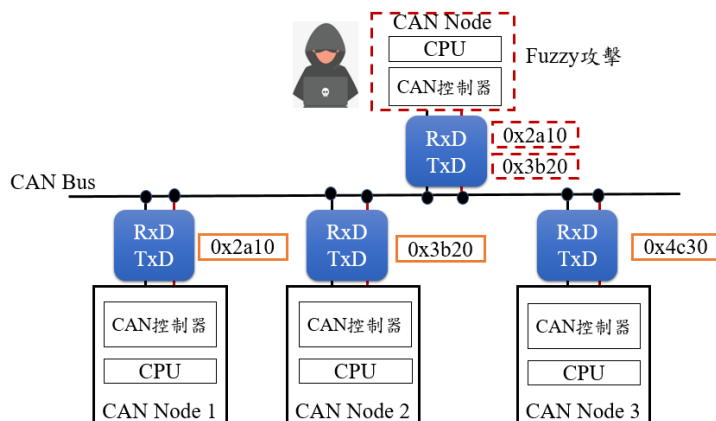 CAN Node
CPU
CAN控制器
Fuzzy攻擊
RxD
TxD
0x2a10
0x3b20
CAN Bus
RxD
TxD
0x2a10
RxD
TxD
0x3b20
RxD
TxD
0x4c30
CAN控制器
CPU
CAN Node 1
CAN控制器
CPU
CAN Node 2
CAN控制器
CPU
CAN Node 3